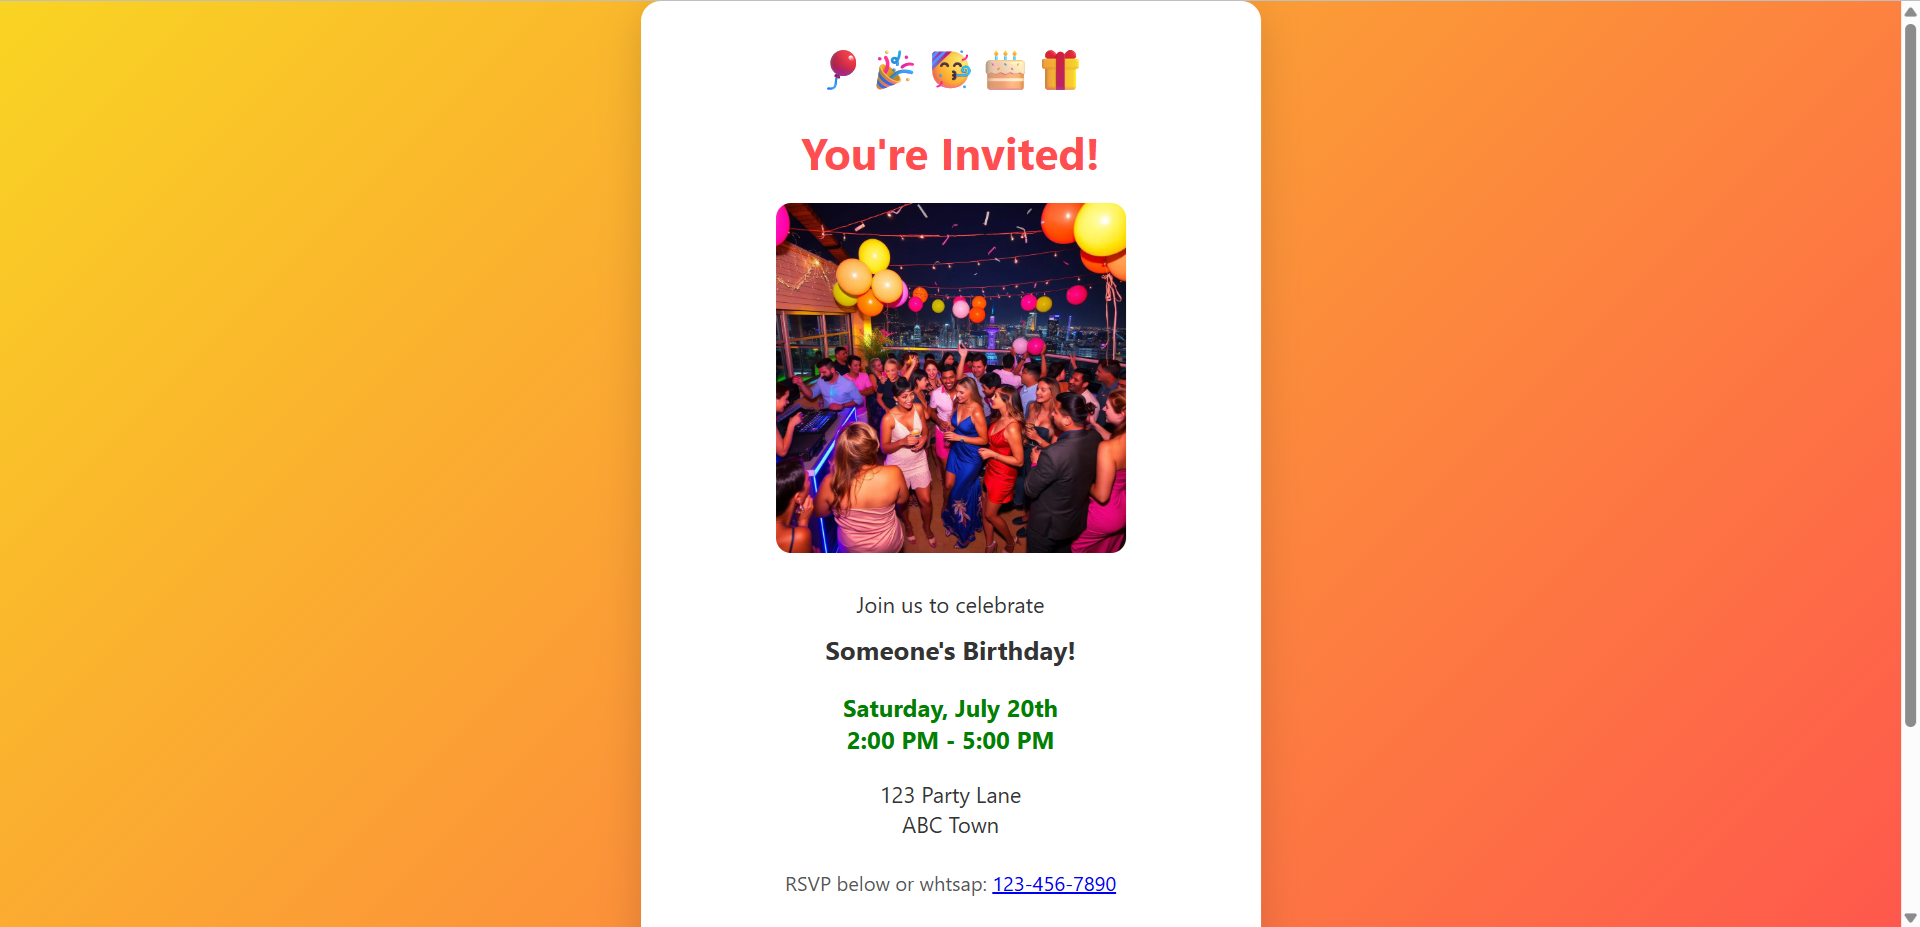 You're Invited!
Join us to celebrate
Someone's Birthday!
Saturday, July 20th
2:00 PM - 5:00 PM
123 Party Lane
ABC Town
RSVP below or whtsap: 123-456-7890